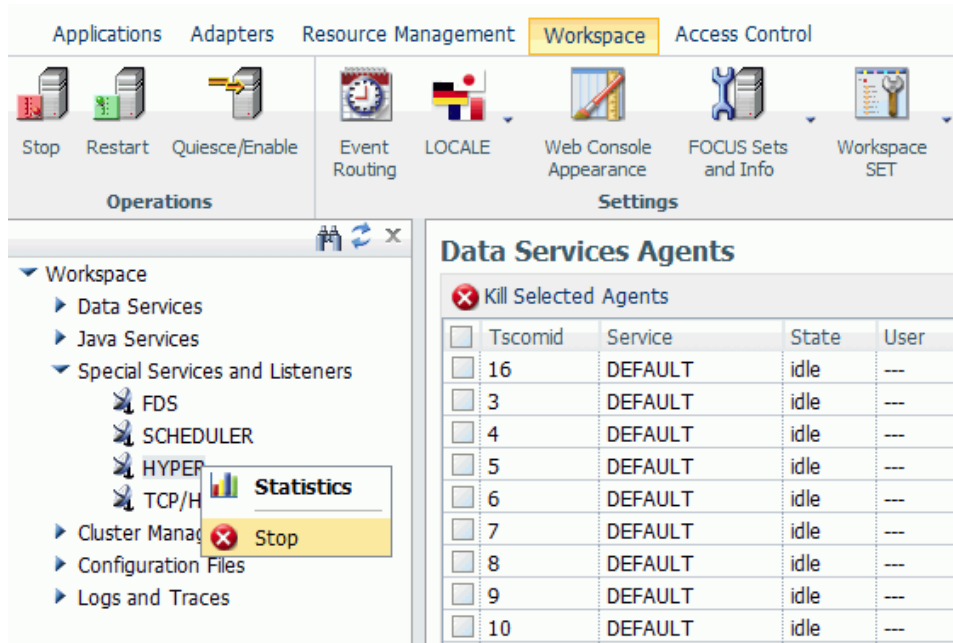 Applications Adapters Resource Management Workspace Access Control
Stop Restart Quiesce/Enable Event Routing LOCALE Web Console Appearance FOCUS Sets and Info Workspace SET
Operations Settings
Workspace
Data Services
Java Services
Special Services and Listeners
FDS
SCHEDULER
HYPER
TCP/H
Cluster Manag
Configuration Files
Logs and Traces
Statistics
Stop
Data Services Agents
Kill Selected Agents
Tscomid Service State User
16 DEFAULT idle ---
3 DEFAULT idle ---
4 DEFAULT idle ---
5 DEFAULT idle ---
6 DEFAULT idle ---
7 DEFAULT idle ---
8 DEFAULT idle ---
9 DEFAULT idle ---
10 DEFAULT idle ---